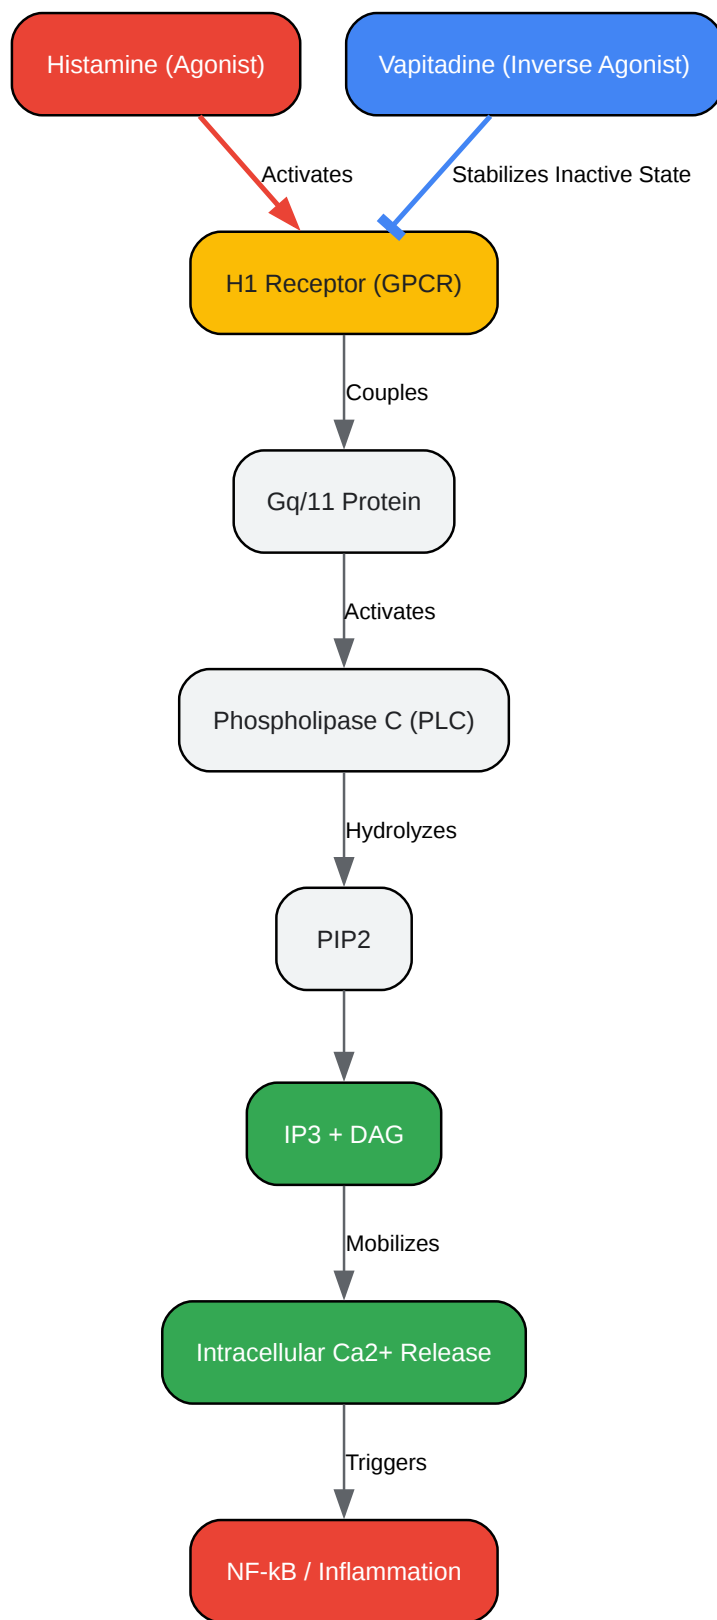 Histamine (Agonist)
Vapitadine (Inverse Agonist)
Activates
Stabilizes Inactive State
H1 Receptor (GPCR)
Couples
Gq/11 Protein
Activates
Phospholipase C (PLC)
Hydrolyzes
PIP2
IP3 + DAG
Mobilizes
Intracellular Ca2+ Release
Triggers
NF-kB / Inflammation